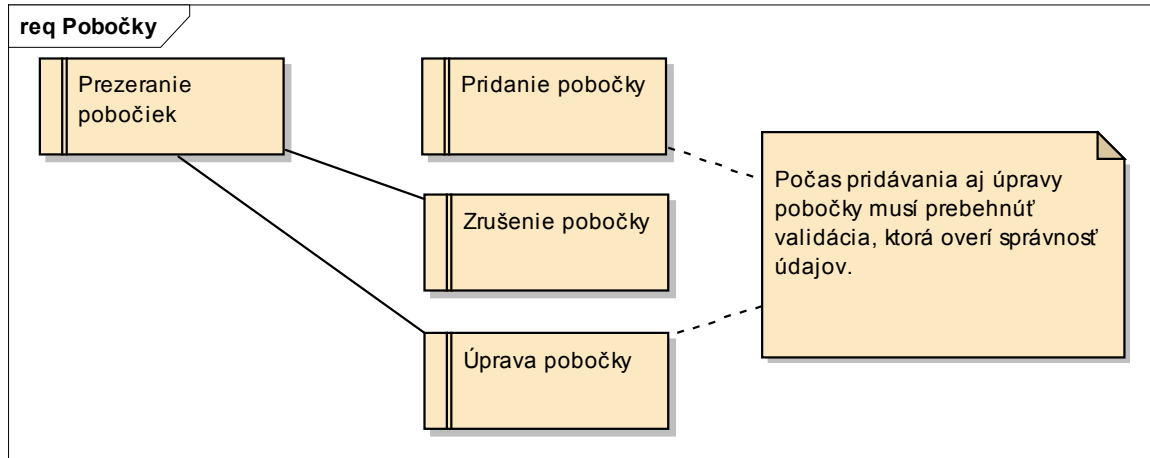 req Pobočky
Prezeranie
pobočiek
Pridanie pobočky
Zrušenie pobočky
Úprava pobočky
Počas pridávania aj úpravy
pobočky musí prebehnúť
validácia, ktorá overí správnosť
údajov.